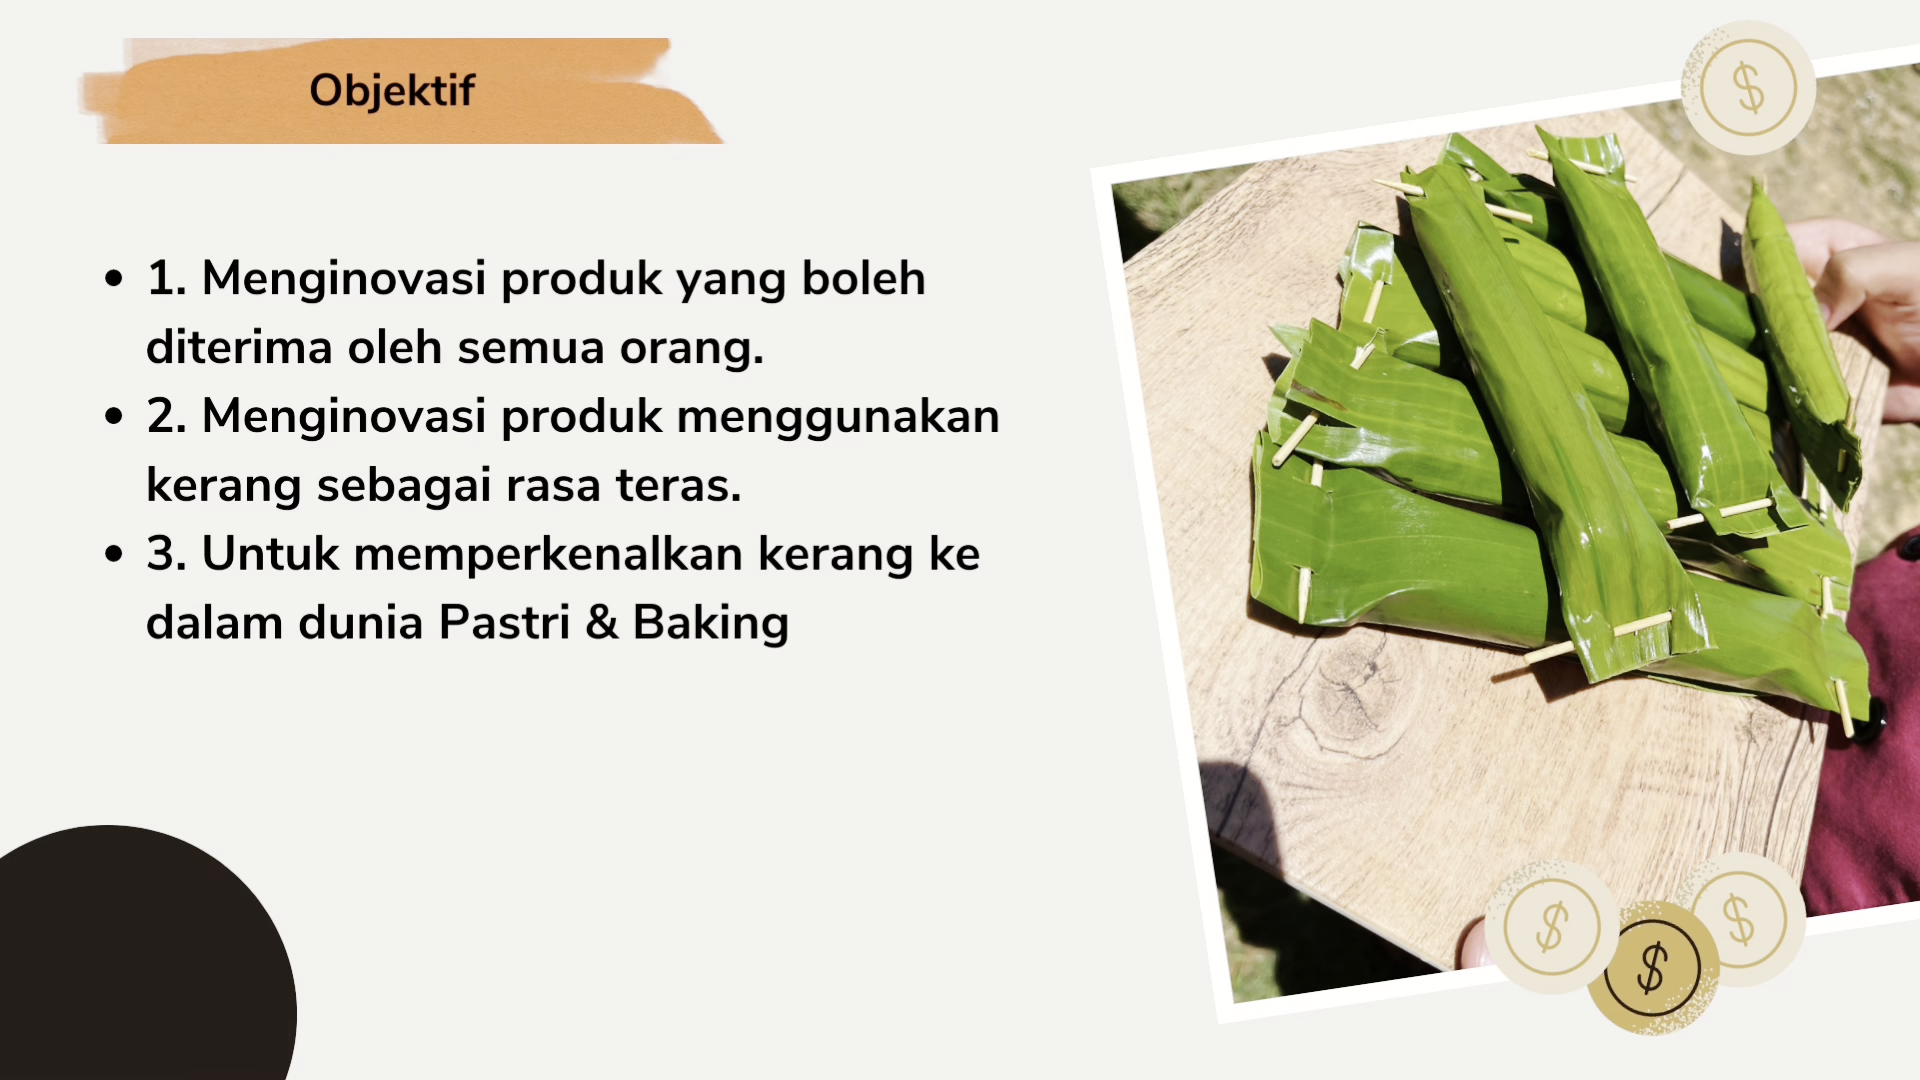 Objektif
• 1. Menginovasi produk yang boleh
diterima oleh semua orang.
• 2. Menginovasi produk menggunakan
kerang sebagai rasa teras.
• 3. Untuk memperkenalkan kerang ke
dalam dunia Pastri & Baking
$
$
$
$